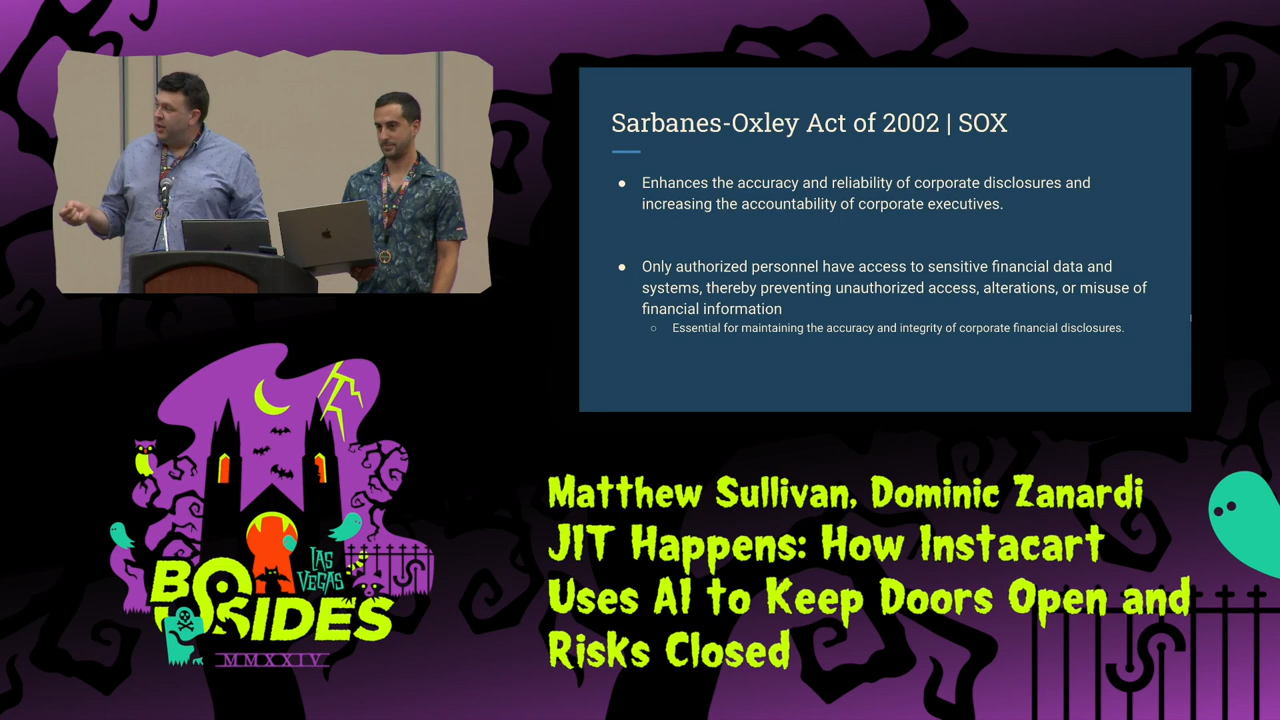 Sarbanes-Oxley Act of 2002 | SOX
● Enhances the accuracy and reliability of corporate disclosures and
increasing the accountability of corporate executives.
● Only authorized personnel have access to sensitive financial data and
systems, thereby preventing unauthorized access, alterations, or misuse of
financial information
○ Essential for maintaining the accuracy and integrity of corporate financial disclosures.
LAS
VEGAS
BSIDES
MMXXIV
Matthew Sullivan, Dominic Zanardi
JIT Happens: How Instacart
Uses AI to Keep Doors Open and
Risks Closed